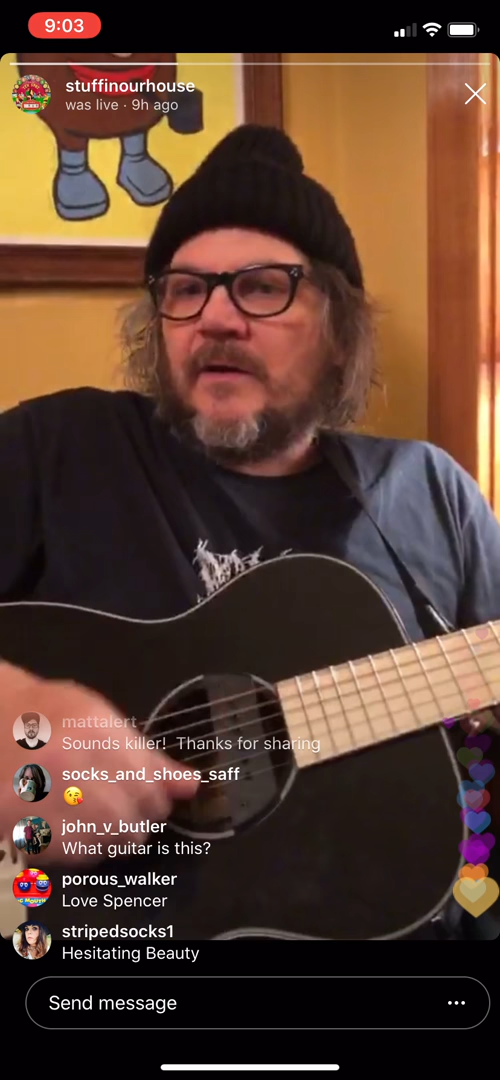 9:03
stuffinourhouse
was live · 9h ago
mattalert
Sounds killer!  Thanks for sharing
socks_and_shoes_saff
😘
john_v_butler
What guitar is this?
porous_walker
Love Spencer
stripedsocks1
Hesitating Beauty
Send message